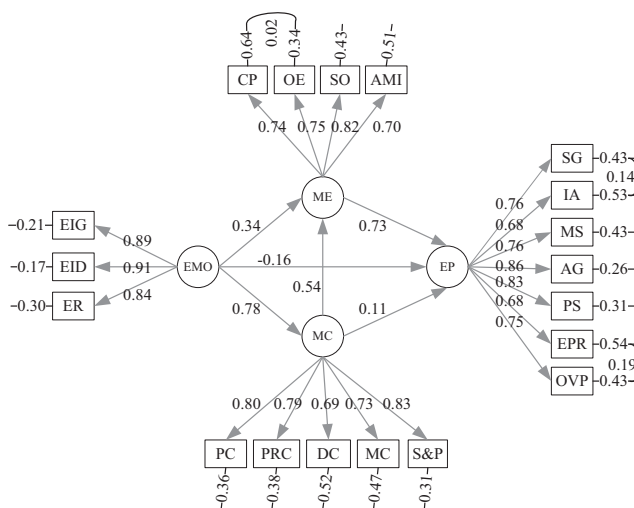 0.02
0.64 0.34 0.43 0.51
CP OE SO AMI
0.74 0.75 0.82 0.70
SG 0.43
0.14
IA 0.53
MS 0.43
AG 0.26
PS 0.31
EPR 0.54
0.19
OVP 0.43
0.76
0.68
0.76
0.86
0.83
0.68
0.75
ME
0.34 0.73
0.21 EIG 0.89
0.17 EID 0.91
0.30 ER 0.84
EMO -0.16 EP
0.54
0.78 0.11
MC
0.80 0.79 0.69 0.73 0.83
PC PRC DC MC S&P
0.36 0.38 0.52 0.47 0.31